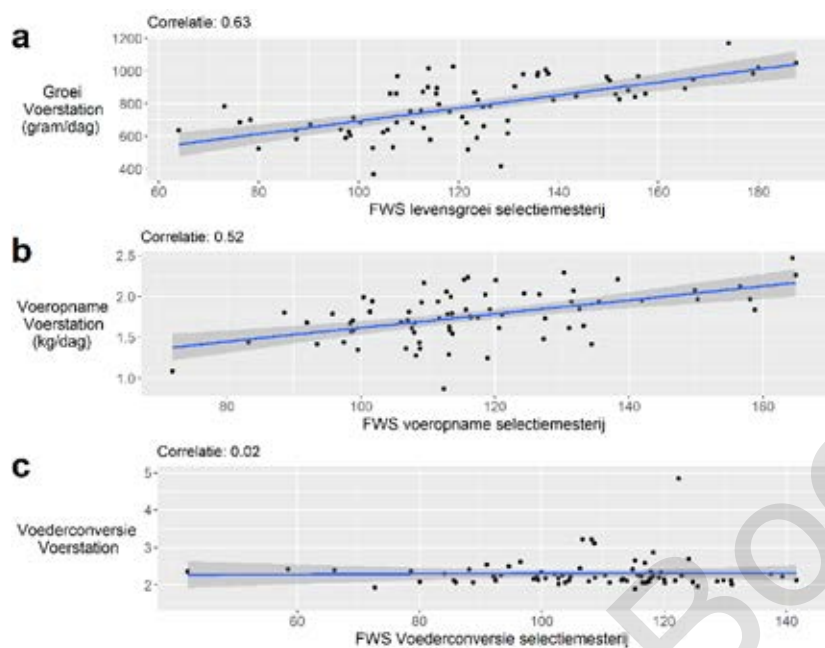 a
Correlatie: 0.63
Groei
Voerstation
(gram/dag)
1200
1000
800
600
400
60 80 100 120 140 160 180
FWS levensgroei selectiemesterij
b
Correlatie: 0.52
Voeropname
Voerstation
(kg/dag)
2.5
2.0
1.5
1.0
80 100 120 140 160
FWS voeropname selectiemesterij
c
Correlatie: 0.02
Voederconversie
Voerstation
5
4
3
2
60 80 100 120 140
FWS Voederconversie selectiemesterij